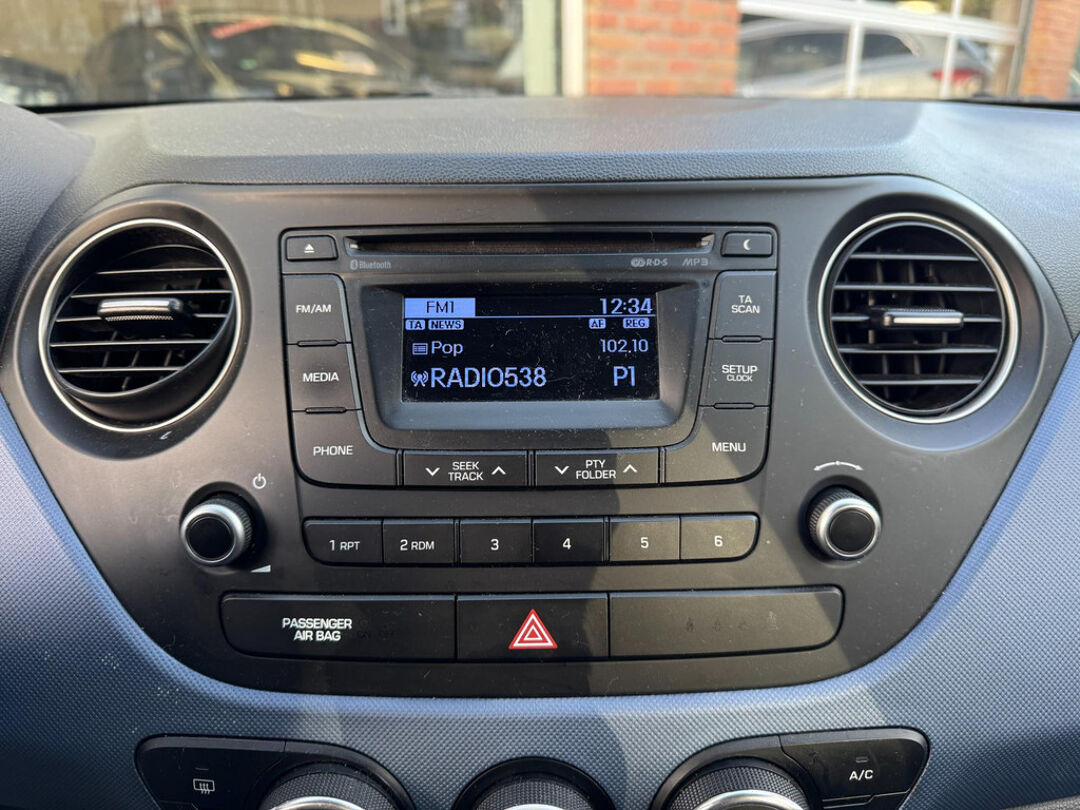 Bluetooth
R·D·S MP3
FM/AM
MEDIA
PHONE
FM1 12:34
TA NEWS AF REG
Pop 102.10
RADIO538 P1
TA
SCAN
SETUP
CLOCK
MENU
SEEK
TRACK
PTY
FOLDER
1 RPT
2 RDM
3
4
5
6
PASSENGER
AIR BAG
A/C